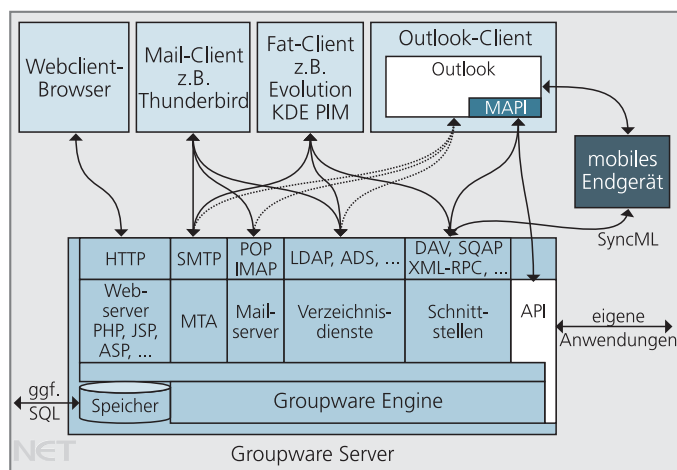 Webclient-
Browser
Mail-Client
z.B.
Thunderbird
Fat-Client
z.B.
Evolution
KDE PIM
Outlook-Client
Outlook
MAPI
mobiles
Endgerät
SyncML
HTTP
SMTP
POP
IMAP
LDAP, ADS, ...
DAV, SQAP
XML-RPC, ...
Web-
server
PHP, JSP,
ASP, ...
MTA
Mail-
server
Verzeichnis-
dienste
Schnitt-
stellen
API
eigene
Anwendungen
ggf.
SQL
Speicher
Groupware Engine
Groupware Server
NET